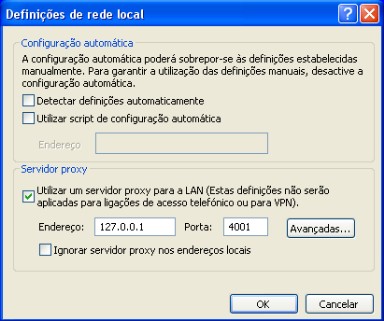 Definições de rede local
Configuração automática
A configuração automática poderá sobrepor-se às definições estabelecidas
manualmente. Para garantir a utilização das definições manuais, desactive a
configuração automática.
Detectar definições automaticamente
Utilizar script de configuração automática
Endereço
Servidor proxy
Utilizar um servidor proxy para a LAN (Estas definições não serão
aplicadas para ligações de acesso telefónico ou para VPN).
Endereço: 127.0.0.1 Porta: 4001 Avançadas...
Ignorar servidor proxy nos endereços locais
OK Cancelar